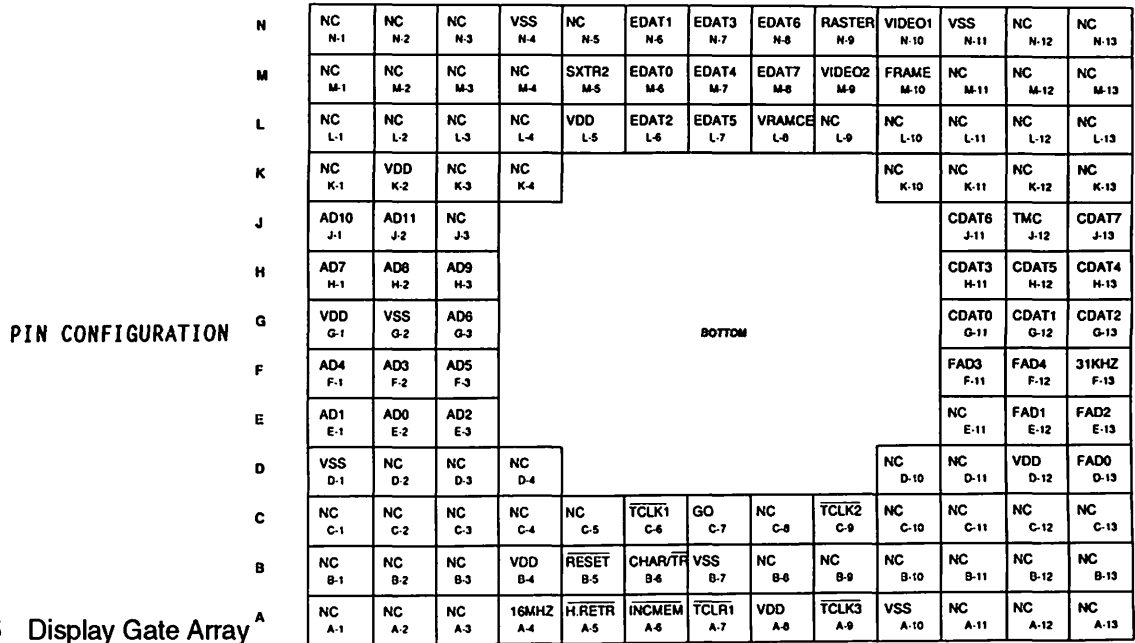 N NC NC NC VSS NC EDAT1 EDAT3 EDAT6 RASTER VIDEO1 VSS NC NC
N-1 N-2 N-3 N-4 N-5 N-6 N-7 N-8 N-9 N-10 N-11 N-12 N-13
M NC NC NC NC SXTR2 EDAT0 EDAT4 EDAT7 VIDEO2 FRAME NC NC NC
M-1 M-2 M-3 M-4 M-5 M-6 M-7 M-8 M-9 M-10 M-11 M-12 M-13
L NC NC NC NC VDD EDAT2 EDAT5 VRAMCE NC NC NC NC NC
L-1 L-2 L-3 L-4 L-5 L-6 L-7 L-8 L-9 L-10 L-11 L-12 L-13
K NC VDD NC NC NC NC NC NC
K-1 K-2 K-3 K-4 K-10 K-11 K-12 K-13
J AD10 AD11 NC CDAT6 TMC CDAT7
J-1 J-2 J-3 J-11 J-12 J-13
H AD7 AD8 AD9 CDAT3 CDAT5 CDAT4
H-1 H-2 H-3 H-11 H-12 H-13
PIN CONFIGURATION G VDD VSS AD6 BOTTOM CDAT0 CDAT1 CDAT2
G-1 G-2 G-3 G-11 G-12 G-13
F AD4 AD3 AD5 FAD3 FAD4 31KHZ
F-1 F-2 F-3 F-11 F-12 F-13
E AD1 AD0 AD2 NC FAD1 FAD2
E-1 E-2 E-3 E-11 E-12 E-13
D VSS NC NC NC NC NC VDD FAD0
D-1 D-2 D-3 D-4 D-10 D-11 D-12 D-13
C NC NC NC NC NC TCLK1 GO NC TCLK2 NC NC NC NC
C-1 C-2 C-3 C-4 C-5 C-6 C-7 C-8 C-9 C-10 C-11 C-12 C-13
B NC NC NC VDD RESET CHAR/TR VSS NC NC NC NC NC NC
B-1 B-2 B-3 B-4 B-5 B-6 B-7 B-8 B-9 B-10 B-11 B-12 B-13
Display Gate Array A NC NC NC 16MHZ H.RETR INCMEM TCLR1 VDD TCLK3 VSS NC NC NC
A-1 A-2 A-3 A-4 A-5 A-6 A-7 A-8 A-9 A-10 A-11 A-12 A-13